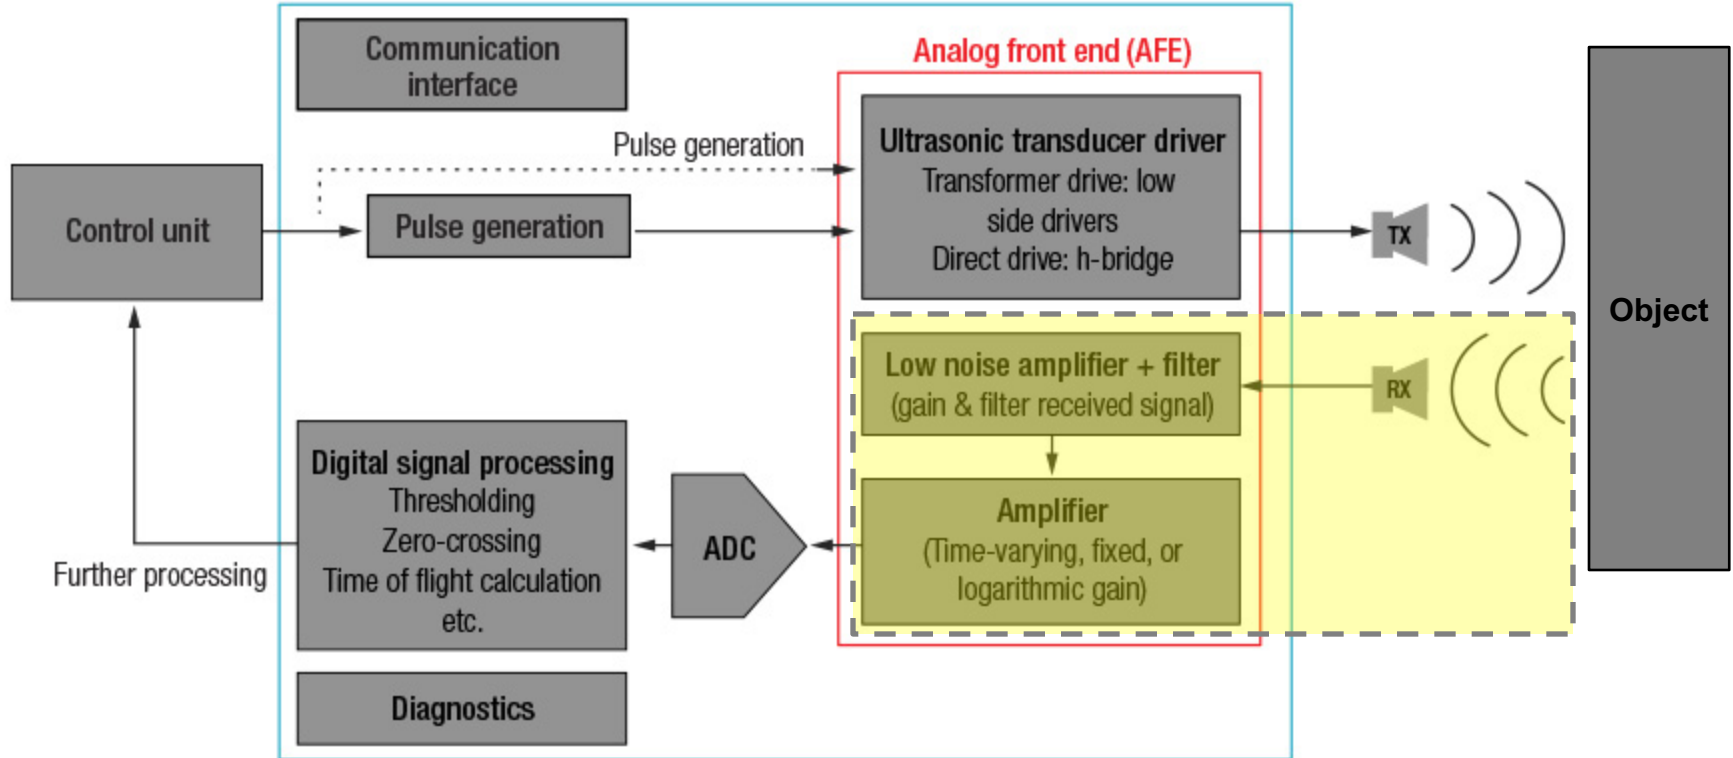 Communication
interface
Analog front end (AFE)
Pulse generation
Ultrasonic transducer driver
Transformer drive: low
side drivers
Direct drive: h-bridge
Control unit
Pulse generation
TX
Object
Low noise amplifier + filter
(gain & filter received signal)
RX
Digital signal processing
Thresholding
Zero-crossing
Time of flight calculation
etc.
ADC
Amplifier
(Time-varying, fixed, or
logarithmic gain)
Further processing
Diagnostics